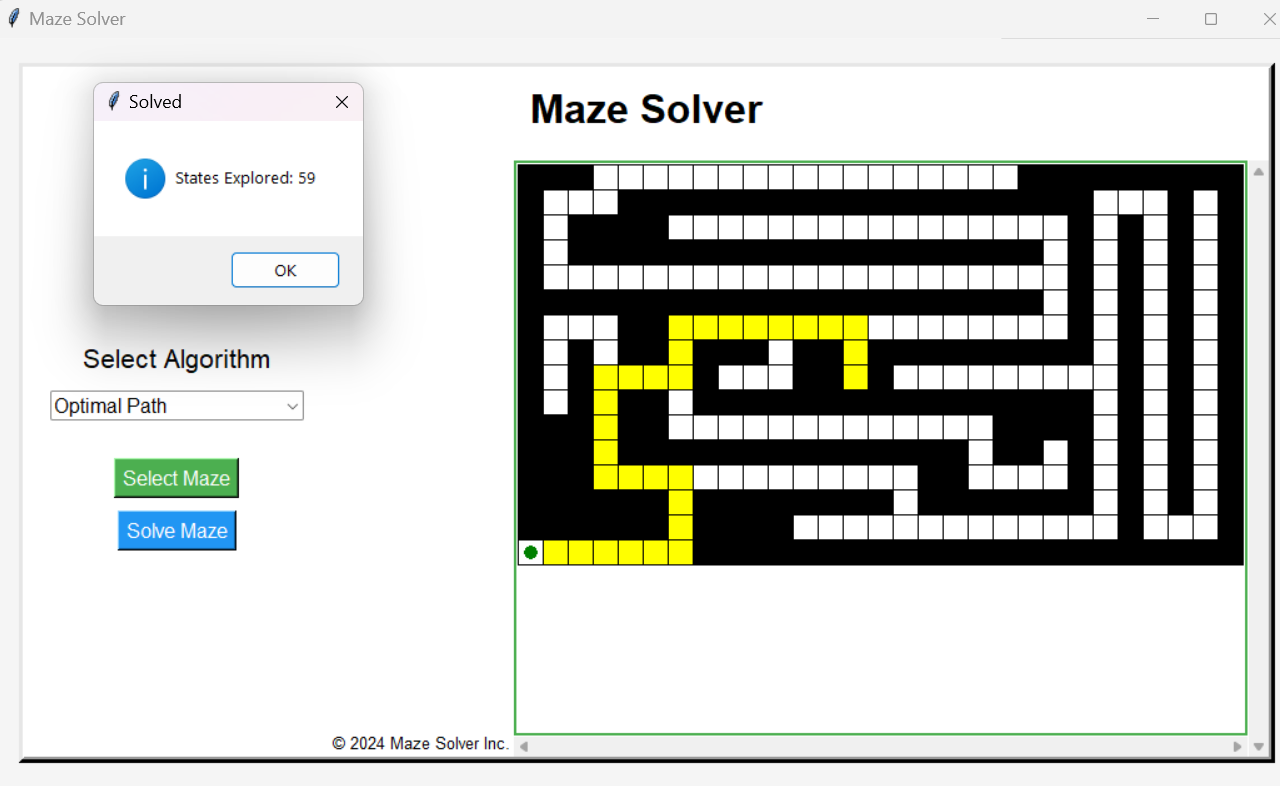 Maze Solver
Solved
States Explored: 59
OK
Maze Solver
Select Algorithm
Optimal Path
Select Maze
Solve Maze
© 2024 Maze Solver Inc.